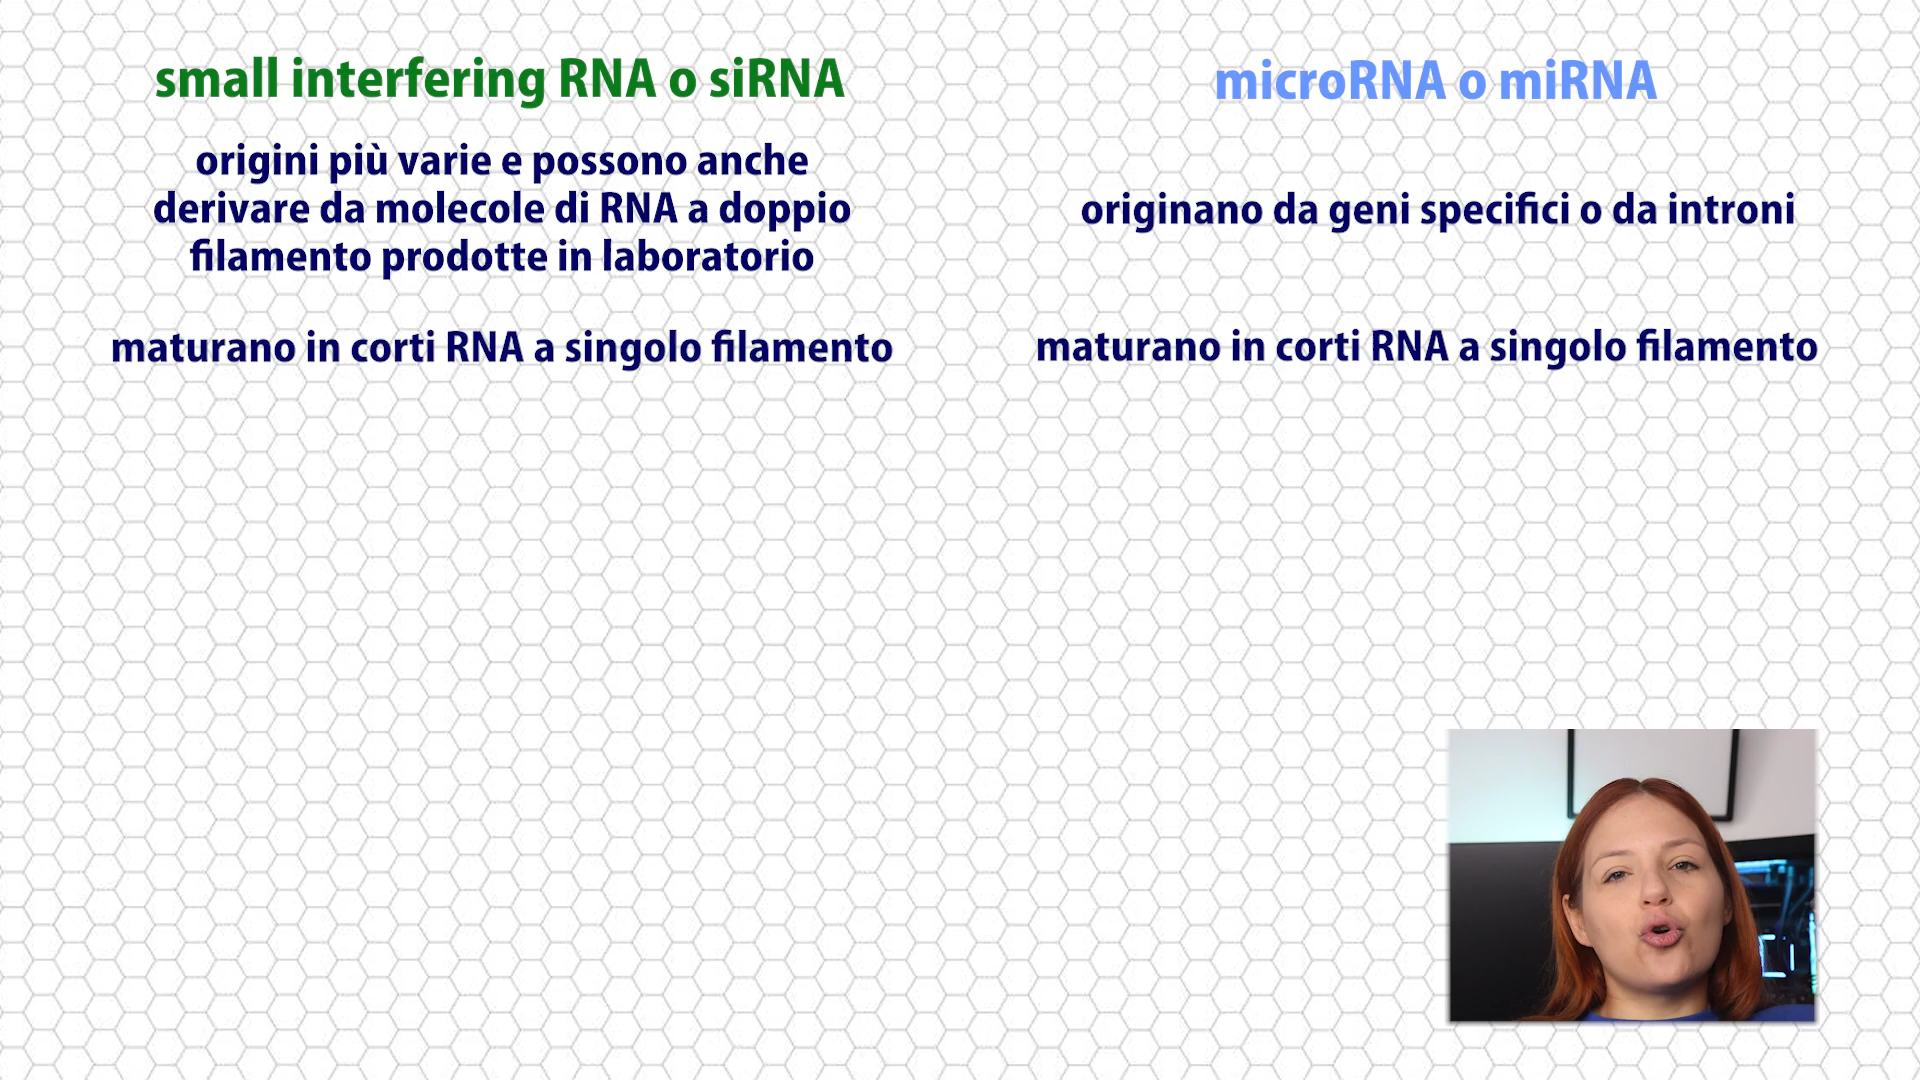 small interfering RNA o siRNA
origini più varie e possono anche
derivare da molecole di RNA a doppio
filamento prodotte in laboratorio
maturano in corti RNA a singolo filamento
microRNA o miRNA
originano da geni specifici o da introni
maturano in corti RNA a singolo filamento